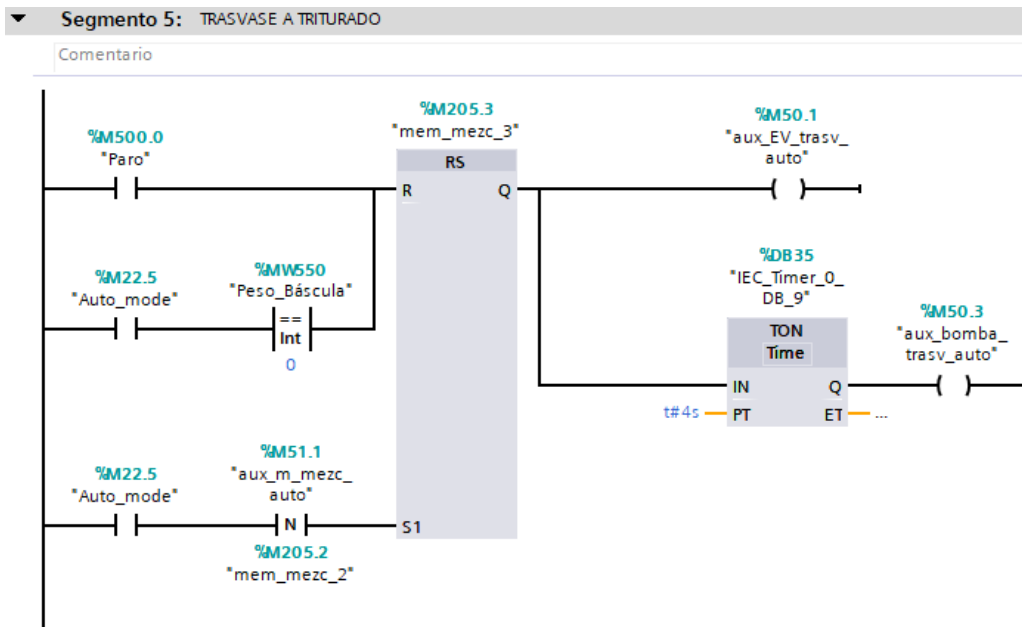 Segmento 5: TRASVASE A TRITURADO
Comentario
%M500.0
"Paro"
%M22.5
"Auto_mode"
%MW550
"Peso_Báscula"
==
Int
0
%M22.5
"Auto_mode"
%M51.1
"aux_m_mezc_
auto"
N
%M205.2
"mem_mezc_2"
%M205.3
"mem_mezc_3"
RS
R
Q
S1
%M50.1
"aux_EV_trasv_
auto"
%DB35
"IEC_Timer_0_
DB_9"
TON
Time
IN
Q
t#4s
PT
ET
...
%M50.3
"aux_bomba_
trasv_auto"